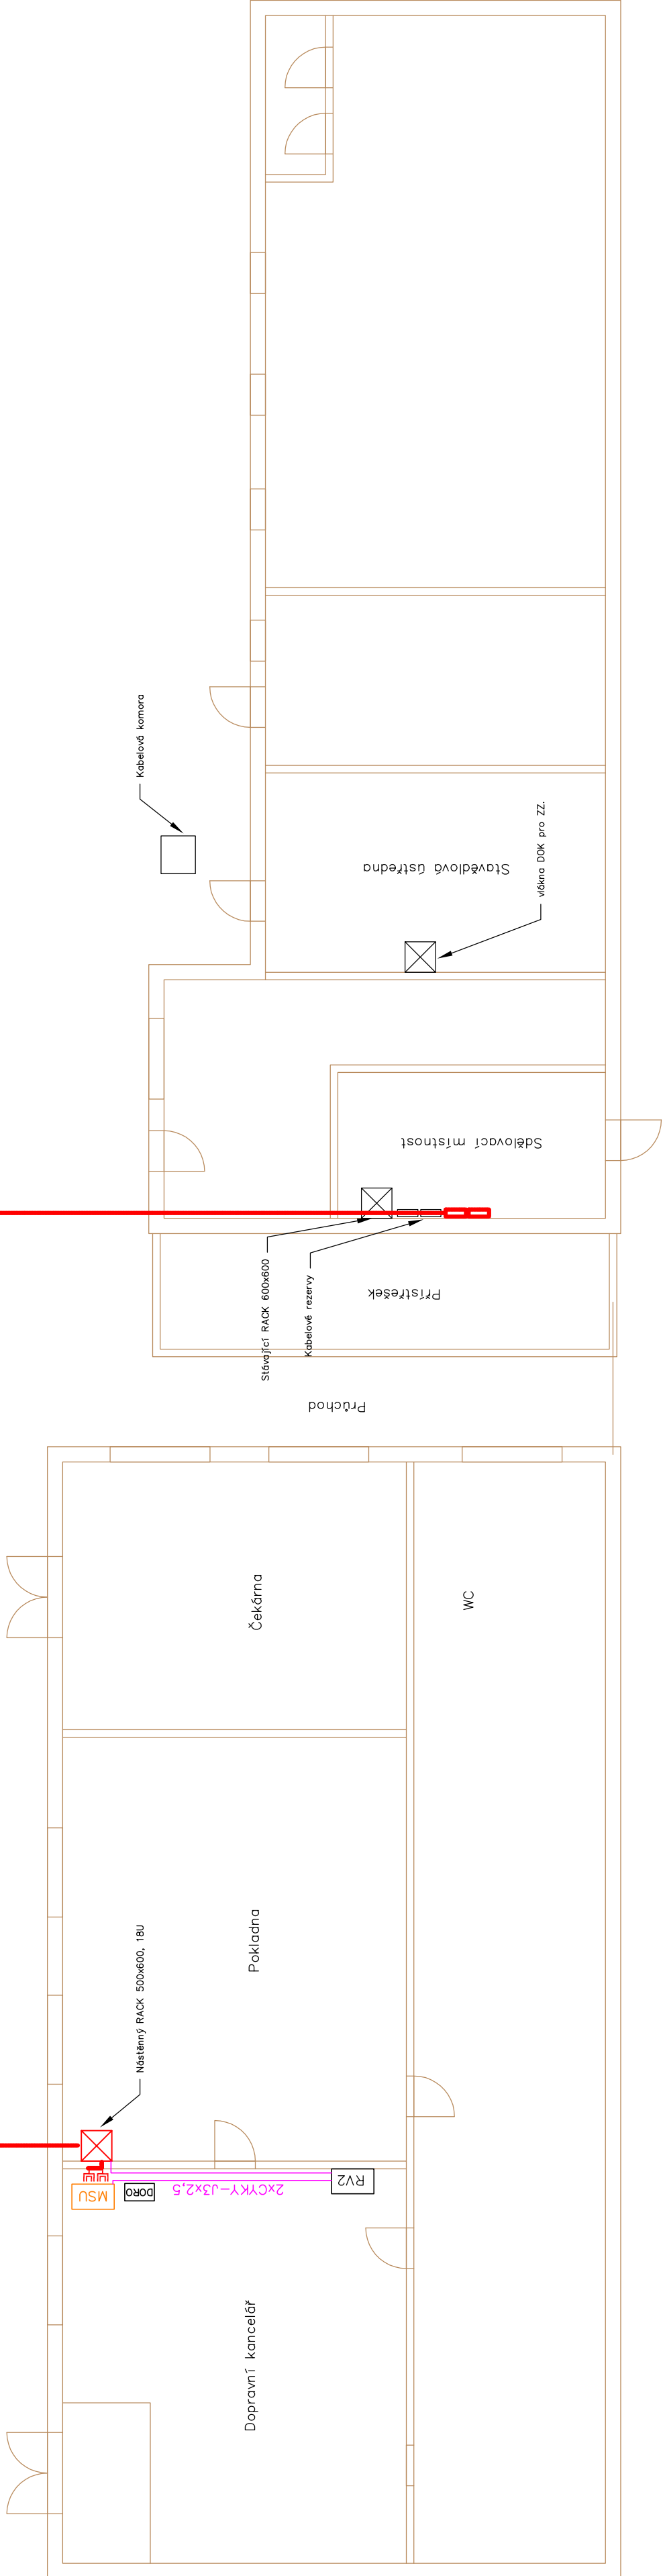 Kabelová komora
Stavědlová ústředna
vlákna DOK pro ZZ.
Sdělovací místnost
Stávající RACK 600x600
Kabelové rezervy
Přístřešek
Průchod
Čekárna
WC
Pokladna
Nástěnný RACK 500x600, 18U
MSU
DORO
2xCYKY-J3x2,5
RV2
Dopravní kancelář